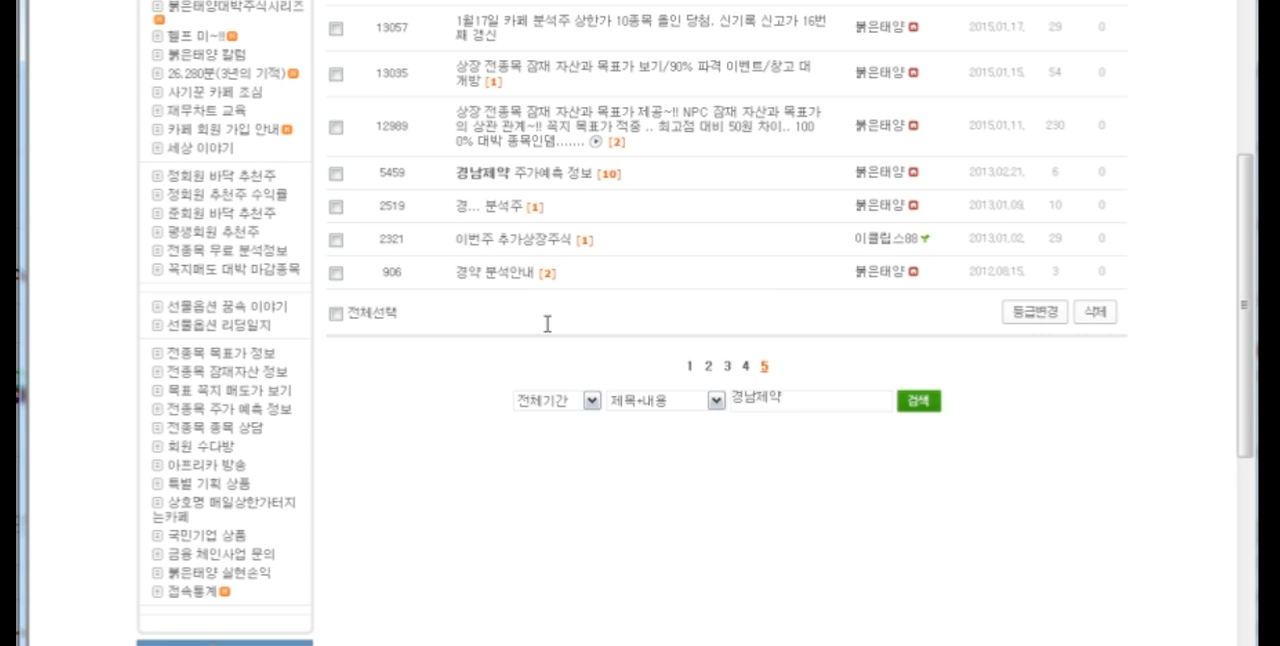 붉은태양대박주식시리즈
헬프 미~!!
붉은태양 칼럼
26.280분(3년의 기적)
사기꾼 카페 조심
재무차트 교육
카페 회원 가입 안내
세상 이야기
정회원 바닥 추천주
정회원 추천주 수익률
준회원 바닥 추천주
평생회원 추천주
전종목 무료 분석정보
꼭지매도 대박 마감종목
선물옵션 꿈속 이야기
선물옵션 리딩일지
전종목 목표가 정보
전종목 잠재자산 정보
목표 꼭지 매도가 보기
전종목 주가 예측 정보
전종목 종목 상담
회원 수다방
아프리카 방송
특별 기획 상품
상호명 매일상한가터지
는카페
국민기업 상품
금융 체인사업 문의
붉은태양 실현손익
접속통계
13057 1월17일 카페 분석주 상한가 10종목 올인 당첨. 신기록 신고가 16번 붉은태양 2015.01.17. 29 0
째 갱신
13035 상장 전종목 잠재 자산과 목표가 보기/90% 파격 이벤트/창고 대 붉은태양 2015.01.15. 54 0
개방 [1]
12989 상장 전종목 잠재 자산과 목표가 제공~!! NPC 잠재 자산과 목표가 붉은태양 2015.01.11. 230 0
의 상관 관계~!! 꼭지 목표가 적중 .. 최고점 대비 50원 차이.. 100
0% 대박 종목인뎀....... [2]
5459 경남제약 주가예측 정보 [10] 붉은태양 2013.02.21. 6 0
2519 경... 분석주 [1] 붉은태양 2013.01.09. 10 0
2321 이번주 추가상장주식 [1] 이클립스88 2013.01.02. 29 0
906 경약 분석안내 [2] 붉은태양 2012.08.15. 3 0
전체선택 등급변경 삭제
1 2 3 4 5
전체기간 제목+내용 경남제약 검색